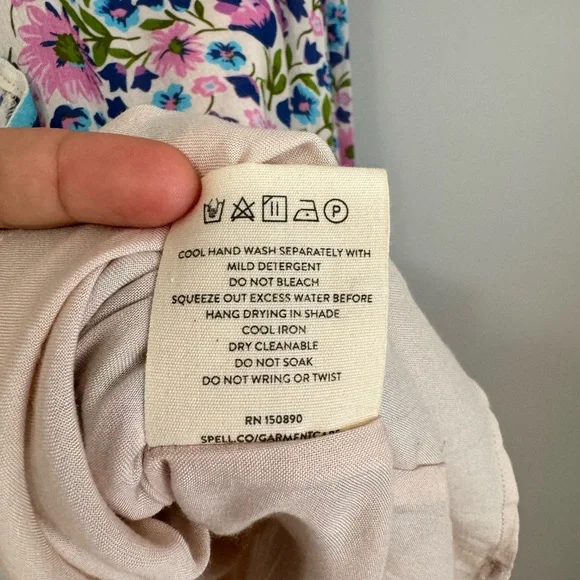 COOL HAND WASH SEPARATELY WITH
MILD DETERGENT
DO NOT BLEACH
SQUEEZE OUT EXCESS WATER BEFORE
HANG DRYING IN SHADE
COOL IRON
DRY CLEANABLE
DO NOT SOAK
DO NOT WRING OR TWIST
RN 150890
SPELL.CO/GARMENTCARE